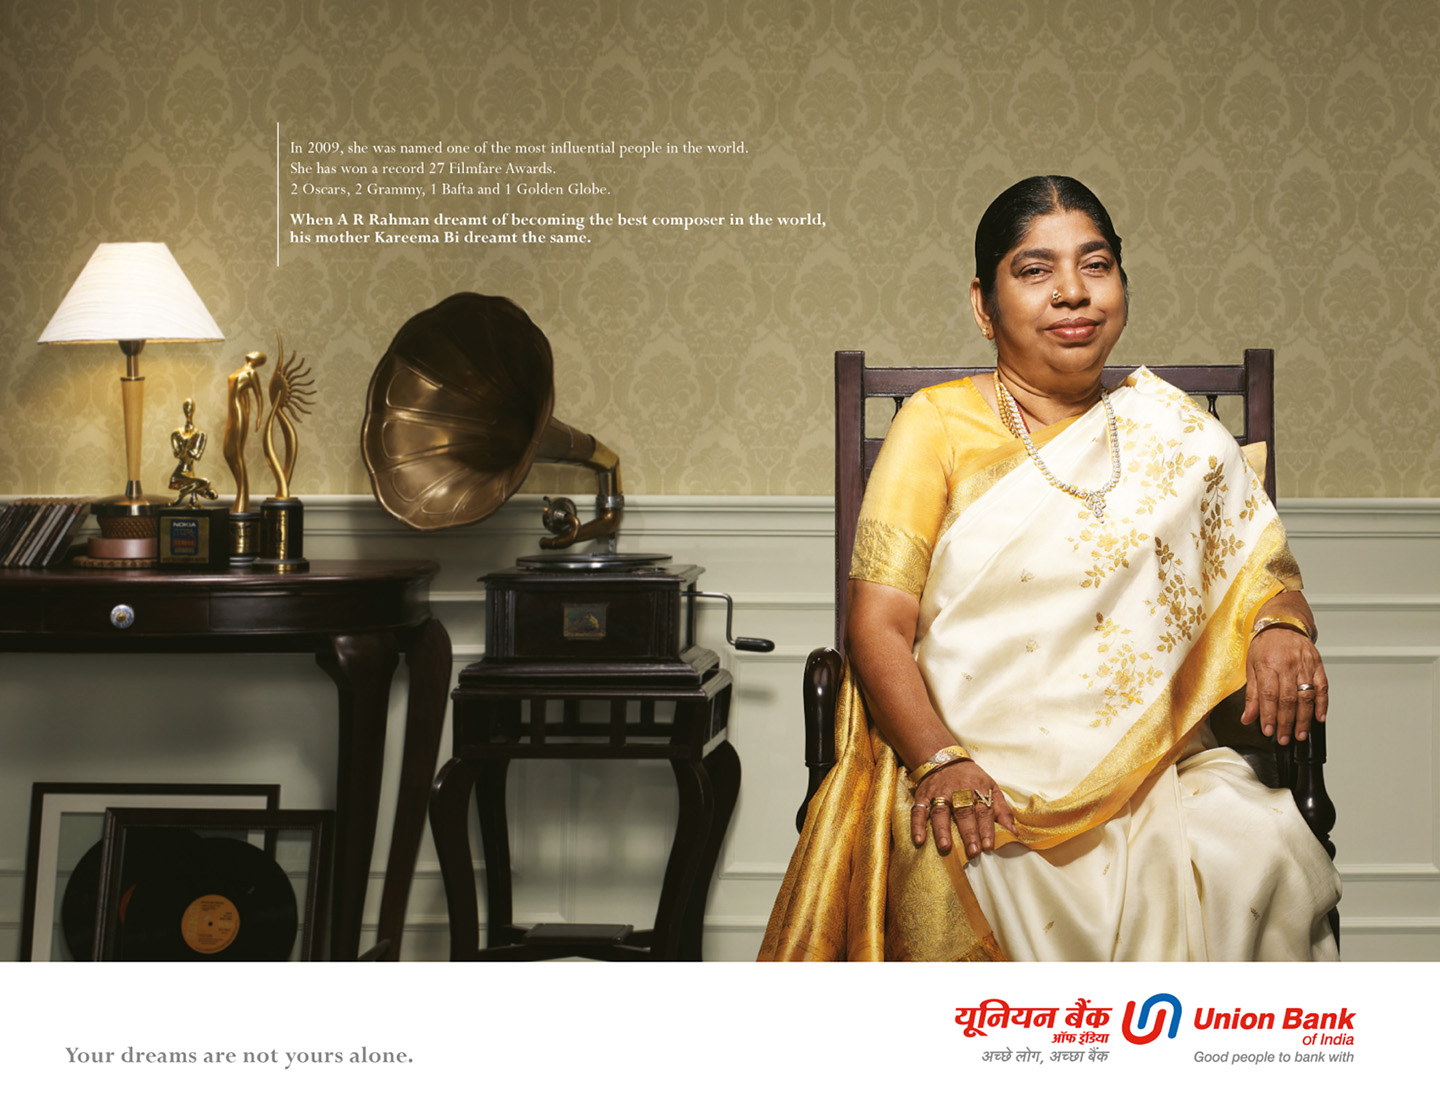 In 2009, she was named one of the most influential people in the world.
She has won a record 27 Filmfare Awards.
2 Oscars, 2 Grammy, 1 Bafta and 1 Golden Globe.
When A R Rahman dreamt of becoming the best composer in the world,
his mother Kareema Bi dreamt the same.
NOKIA
Your dreams are not yours alone.
यूनियन बैंक
ऑफ इंडिया
अच्छे लोग, अच्छा बैंक
Union Bank
of India
Good people to bank with